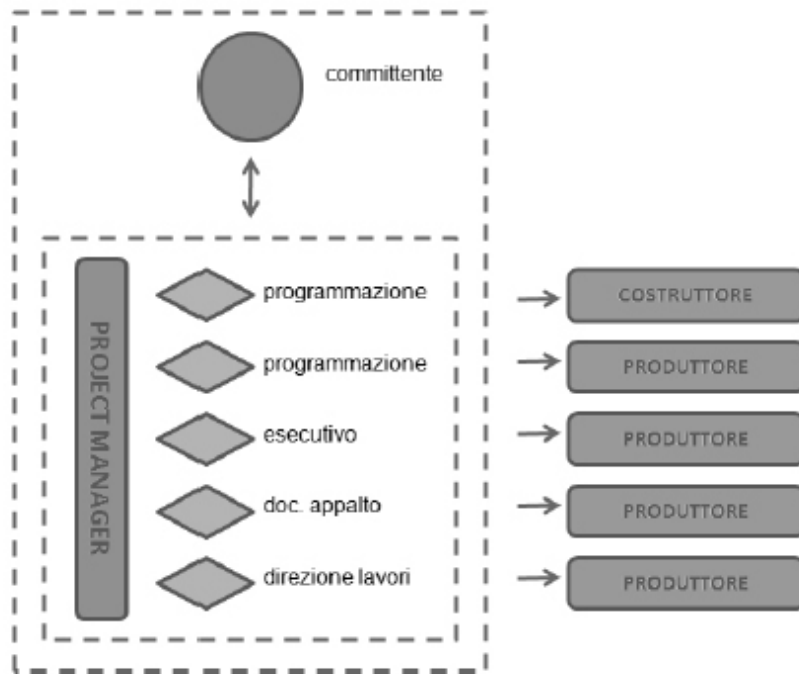 committente
PROJECT MANAGER
programmazione
programmazione
esecutivo
doc. appalto
direzione lavori
COSTRUTTORE
PRODUTTORE
PRODUTTORE
PRODUTTORE
PRODUTTORE